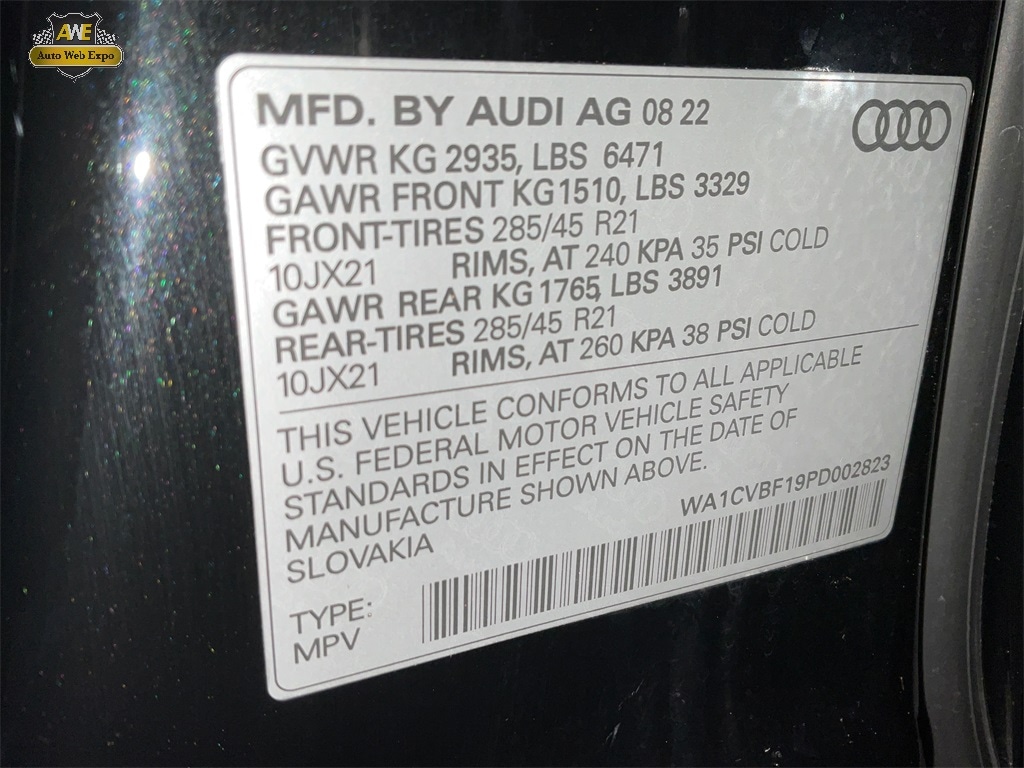 AWE
Auto Web Expo
MFD. BY AUDI AG 08 22
GVWR KG 2935, LBS 6471
GAWR FRONT KG 1510, LBS 3329
FRONT-TIRES 285/45 R21
10JX21 RIMS, AT 240 KPA 35 PSI COLD
GAWR REAR KG 1765, LBS 3891
REAR-TIRES 285/45 R21
10JX21 RIMS, AT 260 KPA 38 PSI COLD
THIS VEHICLE CONFORMS TO ALL APPLICABLE
U.S. FEDERAL MOTOR VEHICLE SAFETY
STANDARDS IN EFFECT ON THE DATE OF
MANUFACTURE SHOWN ABOVE.
SLOVAKIA WA1CVBF19PD002823
TYPE:
MPV